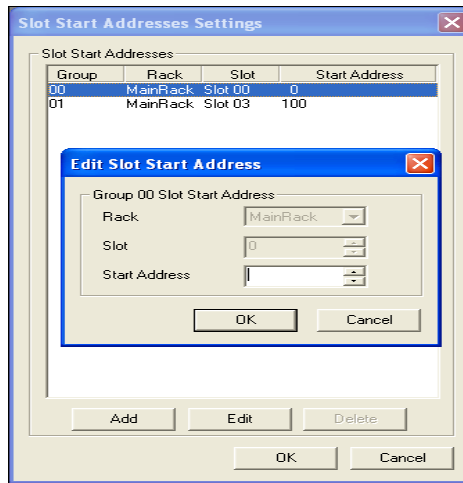 Slot Start Addresses Settings
Slot Start Addresses
Group Rack Slot Start Address
00 MainRack Slot 00 0
01 MainRack Slot 03 100
Edit Slot Start Address
Group 00 Slot Start Address
Rack MainRack
Slot 0
Start Address
OK Cancel
Add Edit Delete
OK Cancel